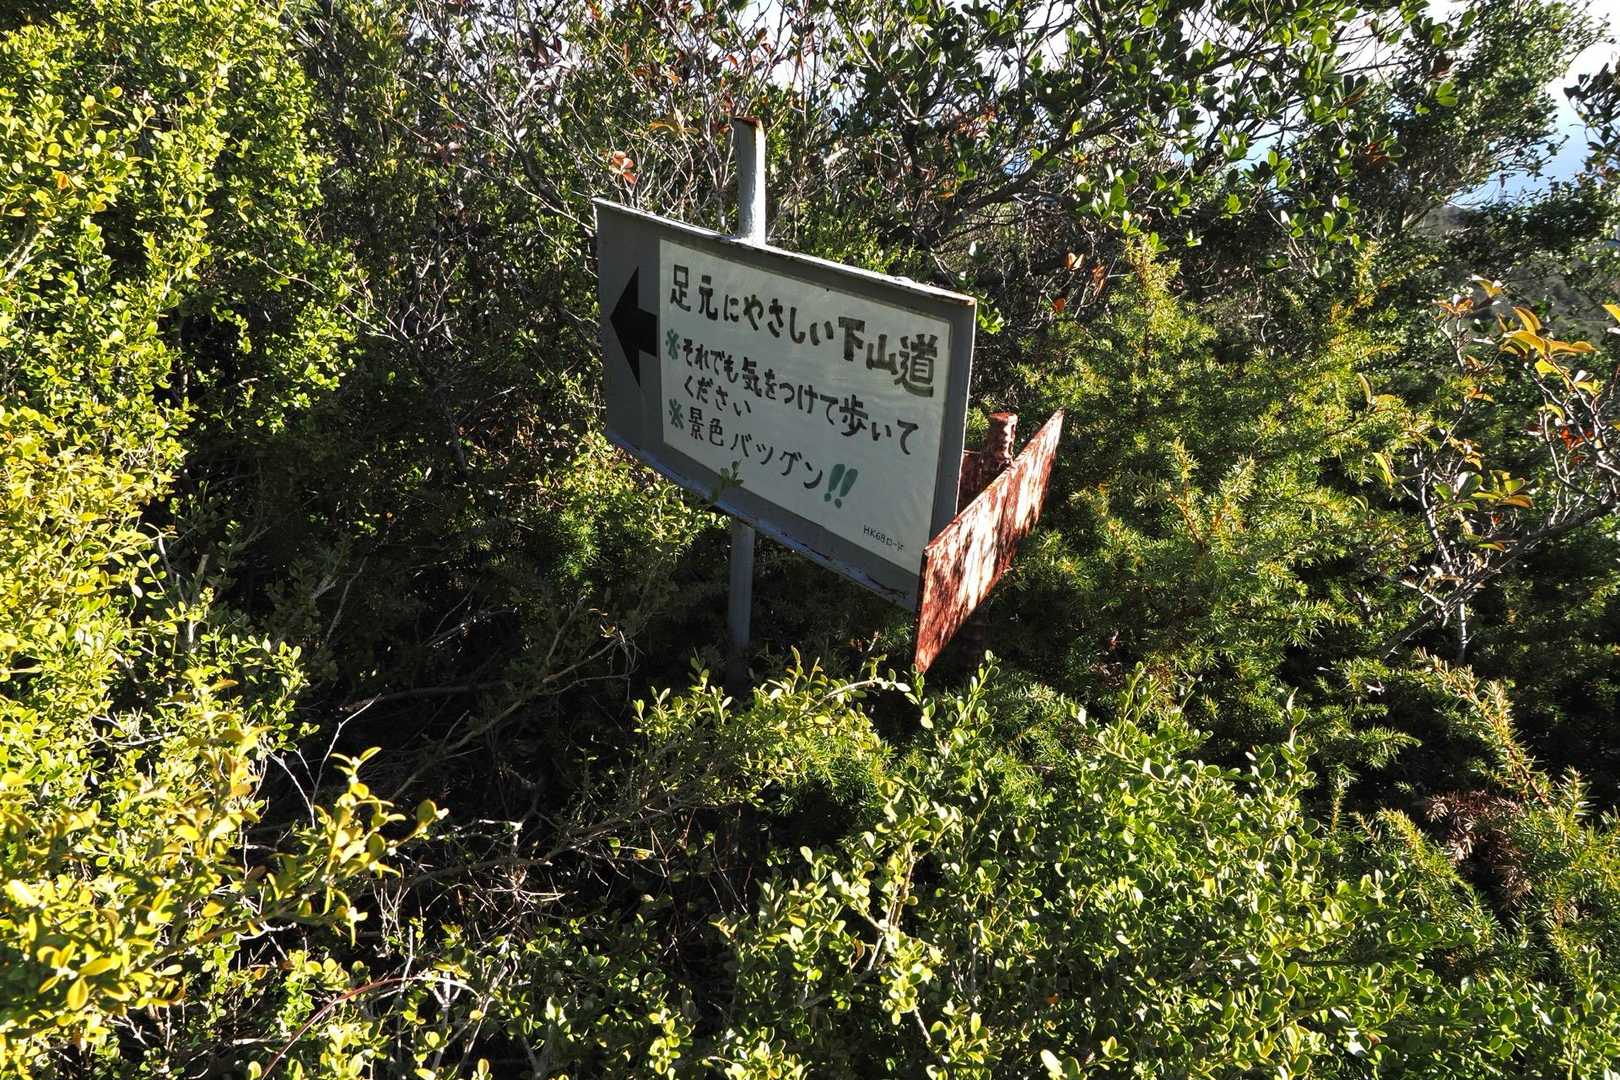 足元にやさしい下山道
※それでも気をつけて歩いて
ください
※景色バツグン!!
HK68ロード